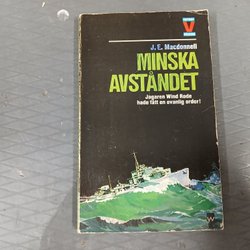 V
J. E. Macdonnell
MINSKA
AVSTÅNDET
Jagaren Wind Rode
hade fått en ovanlig order!